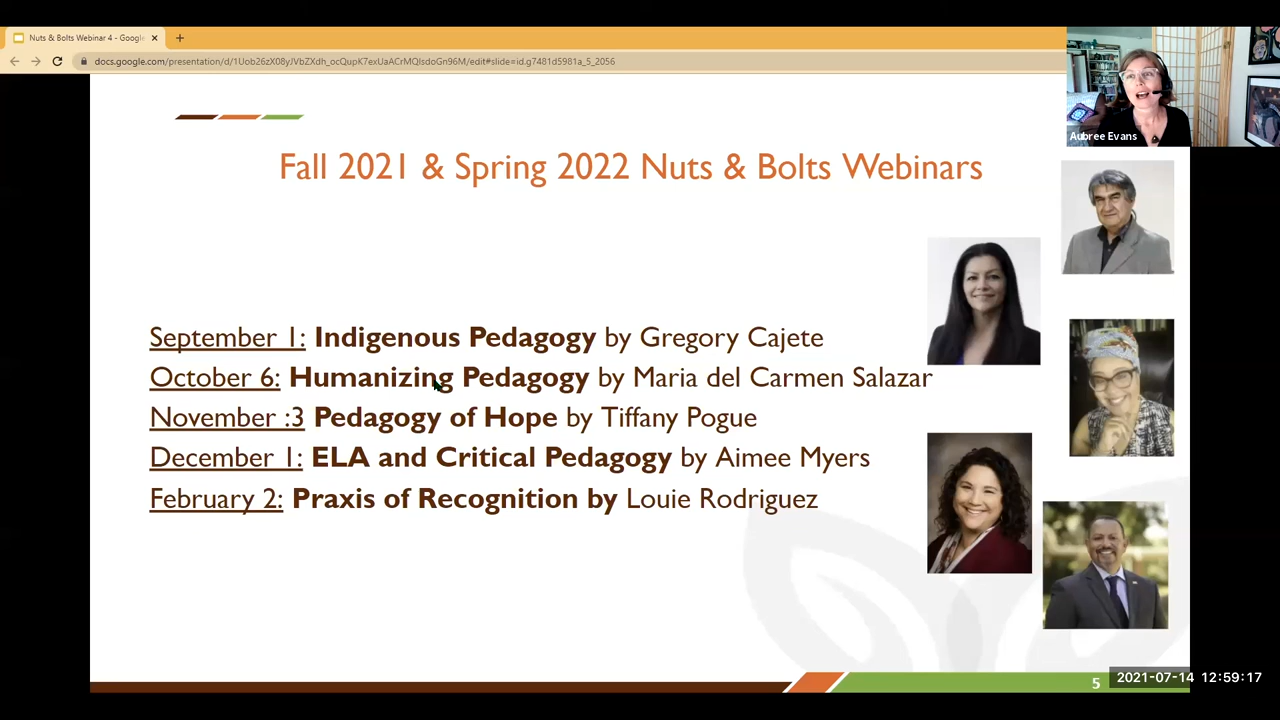 Nuts & Bolts Webinar 4 - Google
docs.google.com/presentation/d/1Uob26zX08yJVbZXdh_ocQupK7exUaACrMQlsdoGn96M/edit#slide=id.g7481d5981a_5_2056
Aubree Evans
Fall 2021 & Spring 2022 Nuts & Bolts Webinars
September 1: Indigenous Pedagogy by Gregory Cajete
October 6: Humanizing Pedagogy by Maria del Carmen Salazar
November :3 Pedagogy of Hope by Tiffany Pogue
December 1: ELA and Critical Pedagogy by Aimee Myers
February 2: Praxis of Recognition by Louie Rodriguez
5
2021-07-14 12:59:17